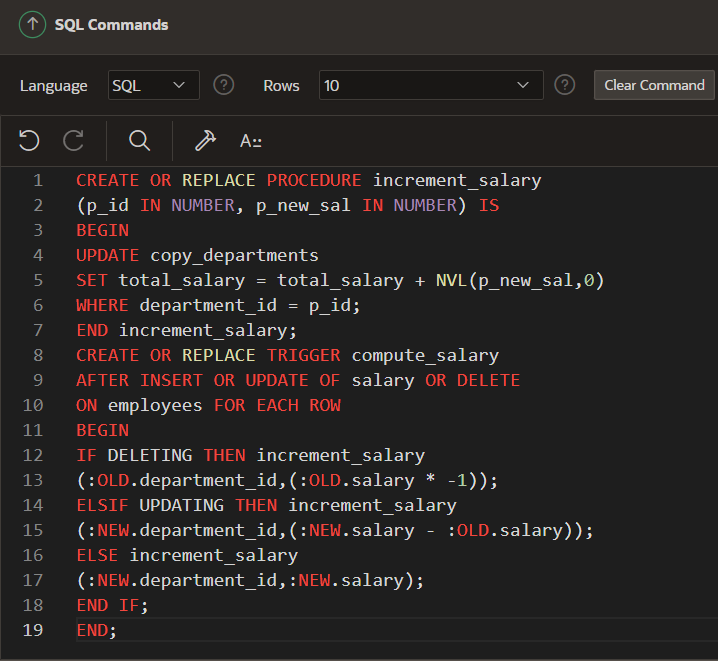 SQL Commands
Language SQL ? Rows 10 ? Clear Command
A::
1 CREATE OR REPLACE PROCEDURE increment_salary
2 (p_id IN NUMBER, p_new_sal IN NUMBER) IS
3 BEGIN
4 UPDATE copy_departments
5 SET total_salary = total_salary + NVL(p_new_sal,0)
6 WHERE department_id = p_id;
7 END increment_salary;
8 CREATE OR REPLACE TRIGGER compute_salary
9 AFTER INSERT OR UPDATE OF salary OR DELETE
10 ON employees FOR EACH ROW
11 BEGIN
12 IF DELETING THEN increment_salary
13 (:OLD.department_id,(:OLD.salary * -1));
14 ELSIF UPDATING THEN increment_salary
15 (:NEW.department_id,(:NEW.salary - :OLD.salary));
16 ELSE increment_salary
17 (:NEW.department_id,:NEW.salary);
18 END IF;
19 END;